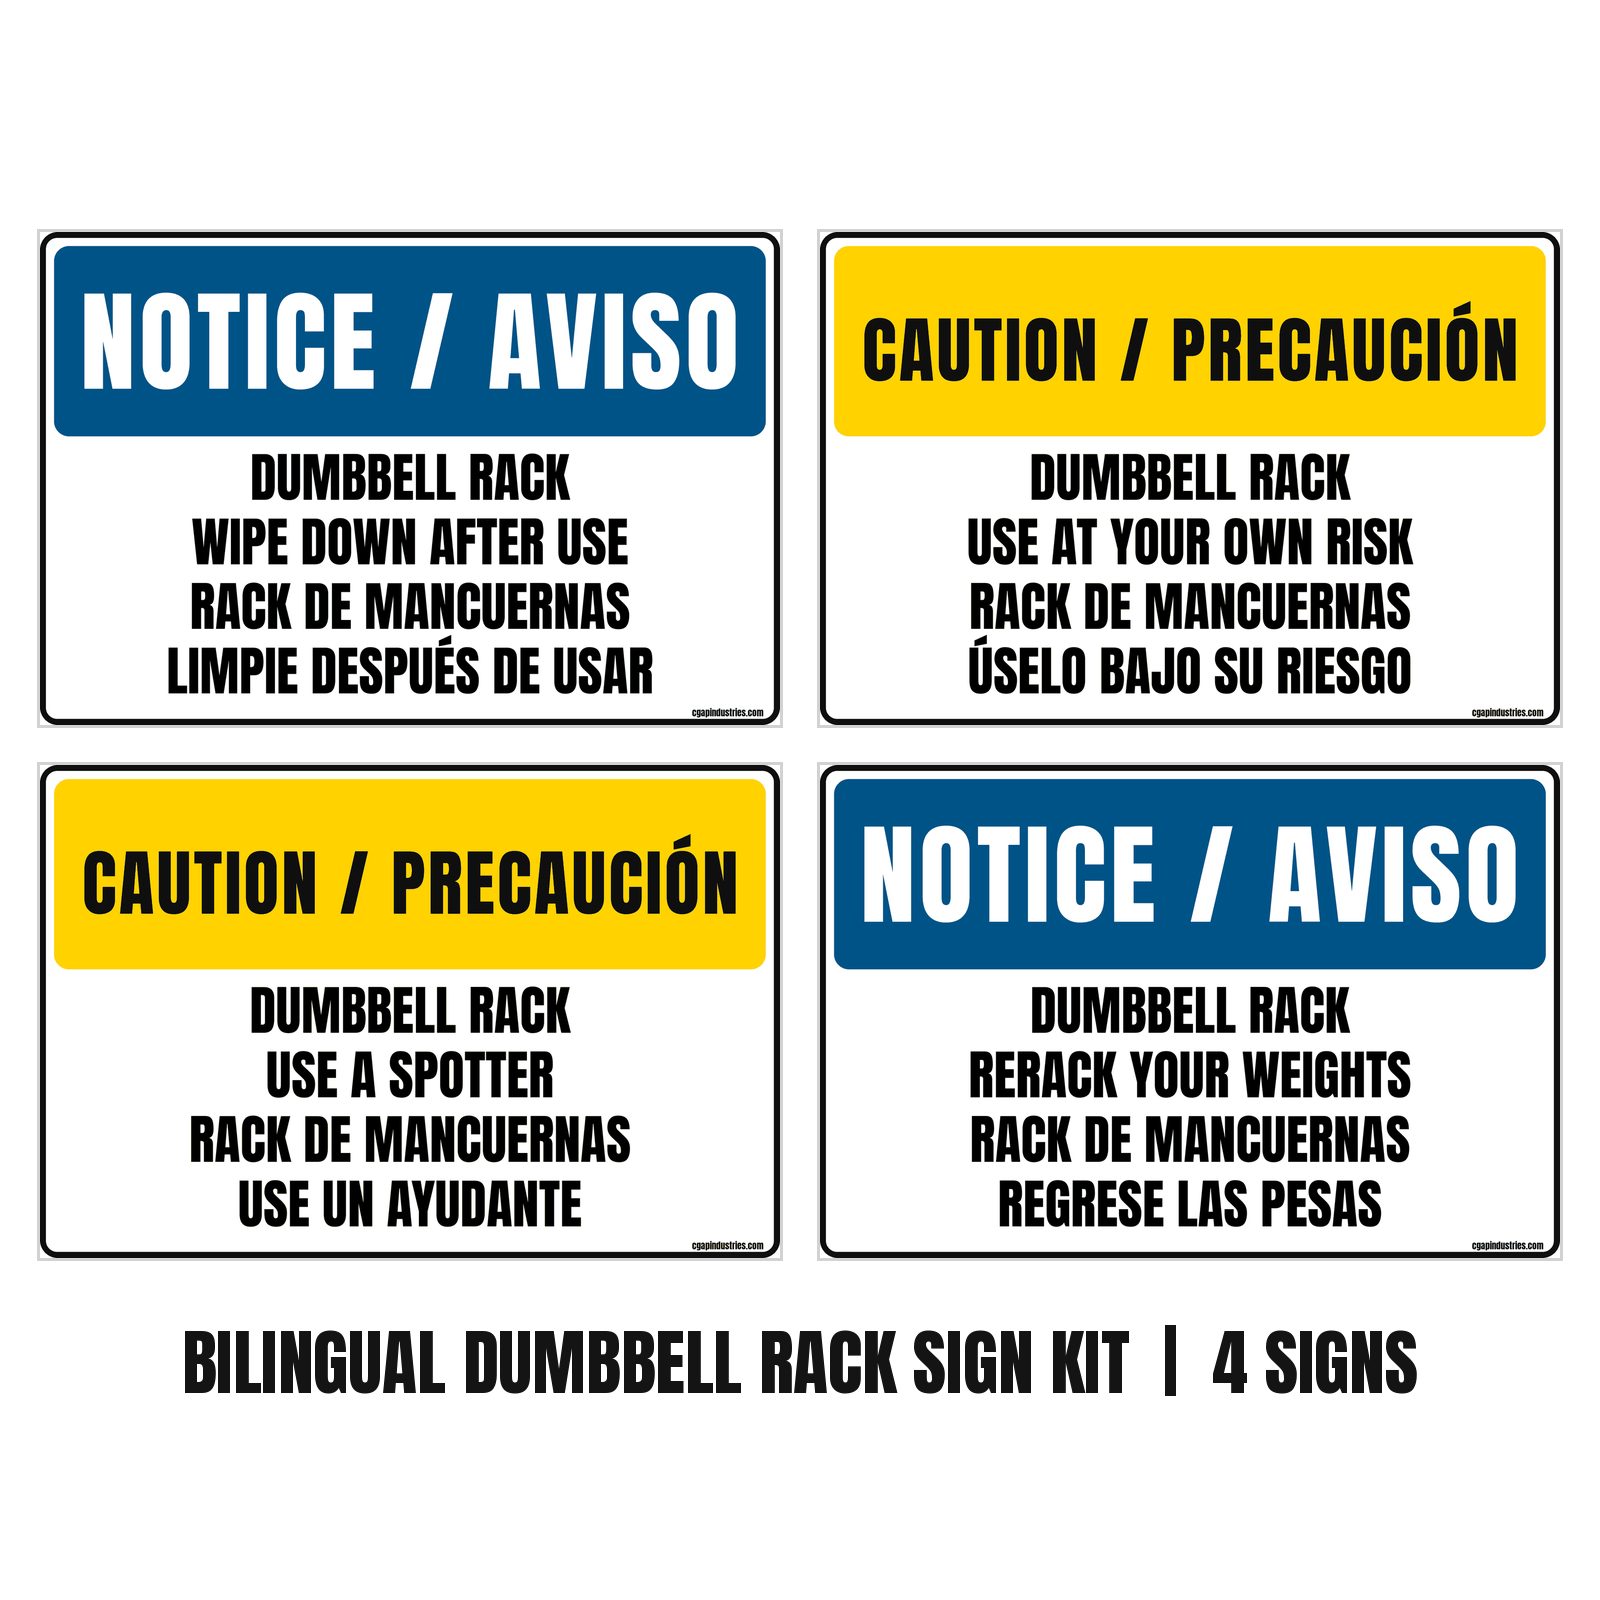 NOTICE / AVISO
DUMBBELL RACK
WIPE DOWN AFTER USE
RACK DE MANCUERNAS
LIMPIE DESPUÉS DE USAR
cgapindustries.com
CAUTION / PRECAUCIÓN
DUMBBELL RACK
USE AT YOUR OWN RISK
RACK DE MANCUERNAS
ÚSELO BAJO SU RIESGO
cgapindustries.com
CAUTION / PRECAUCIÓN
DUMBBELL RACK
USE A SPOTTER
RACK DE MANCUERNAS
USE UN AYUDANTE
cgapindustries.com
NOTICE / AVISO
DUMBBELL RACK
RERACK YOUR WEIGHTS
RACK DE MANCUERNAS
REGRESE LAS PESAS
cgapindustries.com
BILINGUAL DUMBBELL RACK SIGN KIT | 4 SIGNS